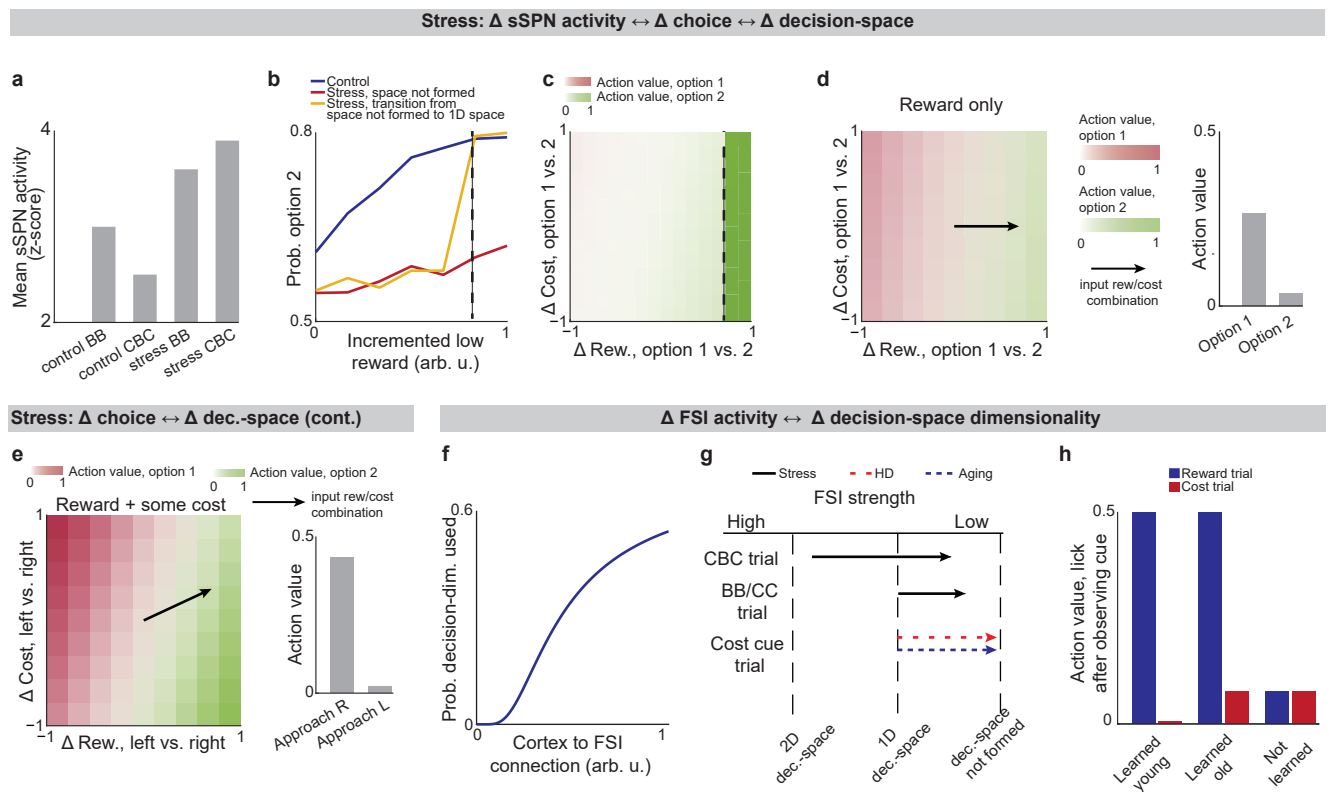 Stress: Δ sSPN activity ↔ Δ choice ↔ Δ decision-space
a
4
2
Mean sSPN activity
(z-score)
control BB
control CBC
stress BB
stress CBC
b
Control
Stress, space not formed
Stress, transition from
space not formed to 1D space
0.8
0.5
Prob. option 2
0
1
Incremented low
reward (arb. u.)
c
Action value, option 1
Action value, option 2
0 1
1
−1
Δ Cost, option 1 vs. 2
−1
1
Δ Rew., option 1 vs. 2
d
Reward only
1
−1
Δ Cost, option 1 vs. 2
−1
1
Δ Rew., option 1 vs. 2
Action value,
option 1
0 1
Action value,
option 2
0 1
input rew/cost
combination
0.5
0
Action value
Option 1
Option 2
Stress: Δ choice ↔ Δ dec.-space (cont.)
e
Action value, option 1
0 1
Action value, option 2
0 1
Reward + some cost
input rew/cost
combination
1
−1
Δ Cost, left vs. right
−1
1
Δ Rew., left vs. right
0.5
0
Action value
Approach R
Approach L
Δ FSI activity ↔ Δ decision-space dimensionality
f
0.6
0
Prob. decision-dim. used
0
1
Cortex to FSI
connection (arb. u.)
g
Stress
HD
Aging
FSI strength
High
Low
CBC trial
BB/CC
trial
Cost cue
trial
2D
dec.-space
1D
dec.-space
dec.-space
not formed
h
Reward trial
Cost trial
0.5
0
Action value, lick
after observing cue
Learned
young
Learned
old
Not
learned